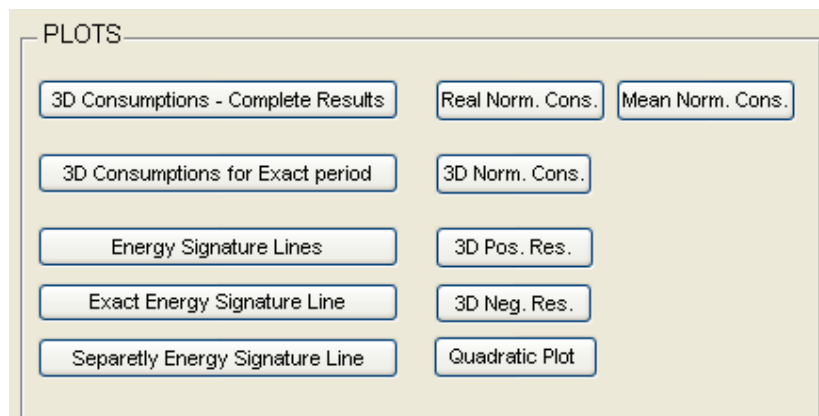 PLOTS
3D Consumptions - Complete Results
Real Norm. Cons.
Mean Norm. Cons.
3D Consumptions for Exact period
3D Norm. Cons.
Energy Signature Lines
3D Pos. Res.
Exact Energy Signature Line
3D Neg. Res.
Separetly Energy Signature Line
Quadratic Plot